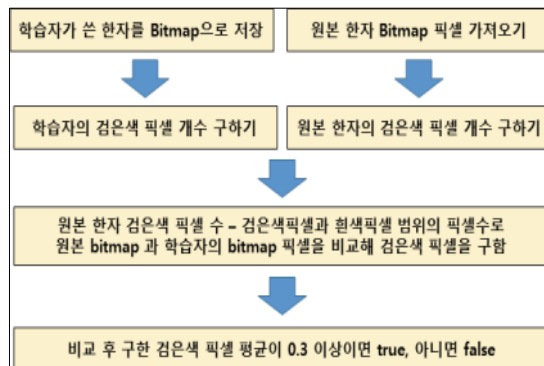 학습자가 쓴 한자를 Bitmap으로 저장
원본 한자 Bitmap 픽셀 가져오기
학습자의 검은색 픽셀 개수 구하기
원본 한자의 검은색 픽셀 개수 구하기
원본 한자 검은색 픽셀 수 – 검은색픽셀과 흰색픽셀 범위의 픽셀수로
원본 bitmap 과 학습자의 bitmap 픽셀을 비교해 검은색 픽셀을 구함
비교 후 구한 검은색 픽셀 평균이 0.3 이상이면 true, 아니면 false